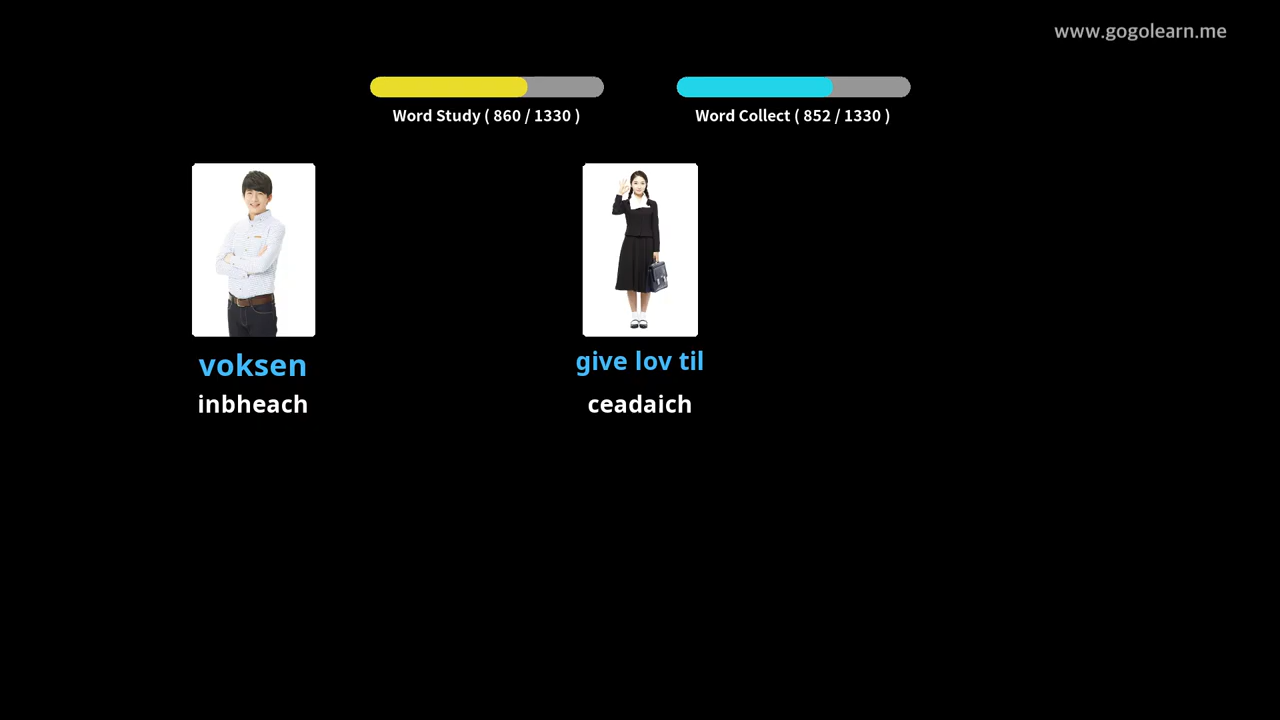 www.gogolearn.me
Word Study ( 860 / 1330 )
Word Collect ( 852 / 1330 )
voksen
inbheach
give lov til
ceadaich